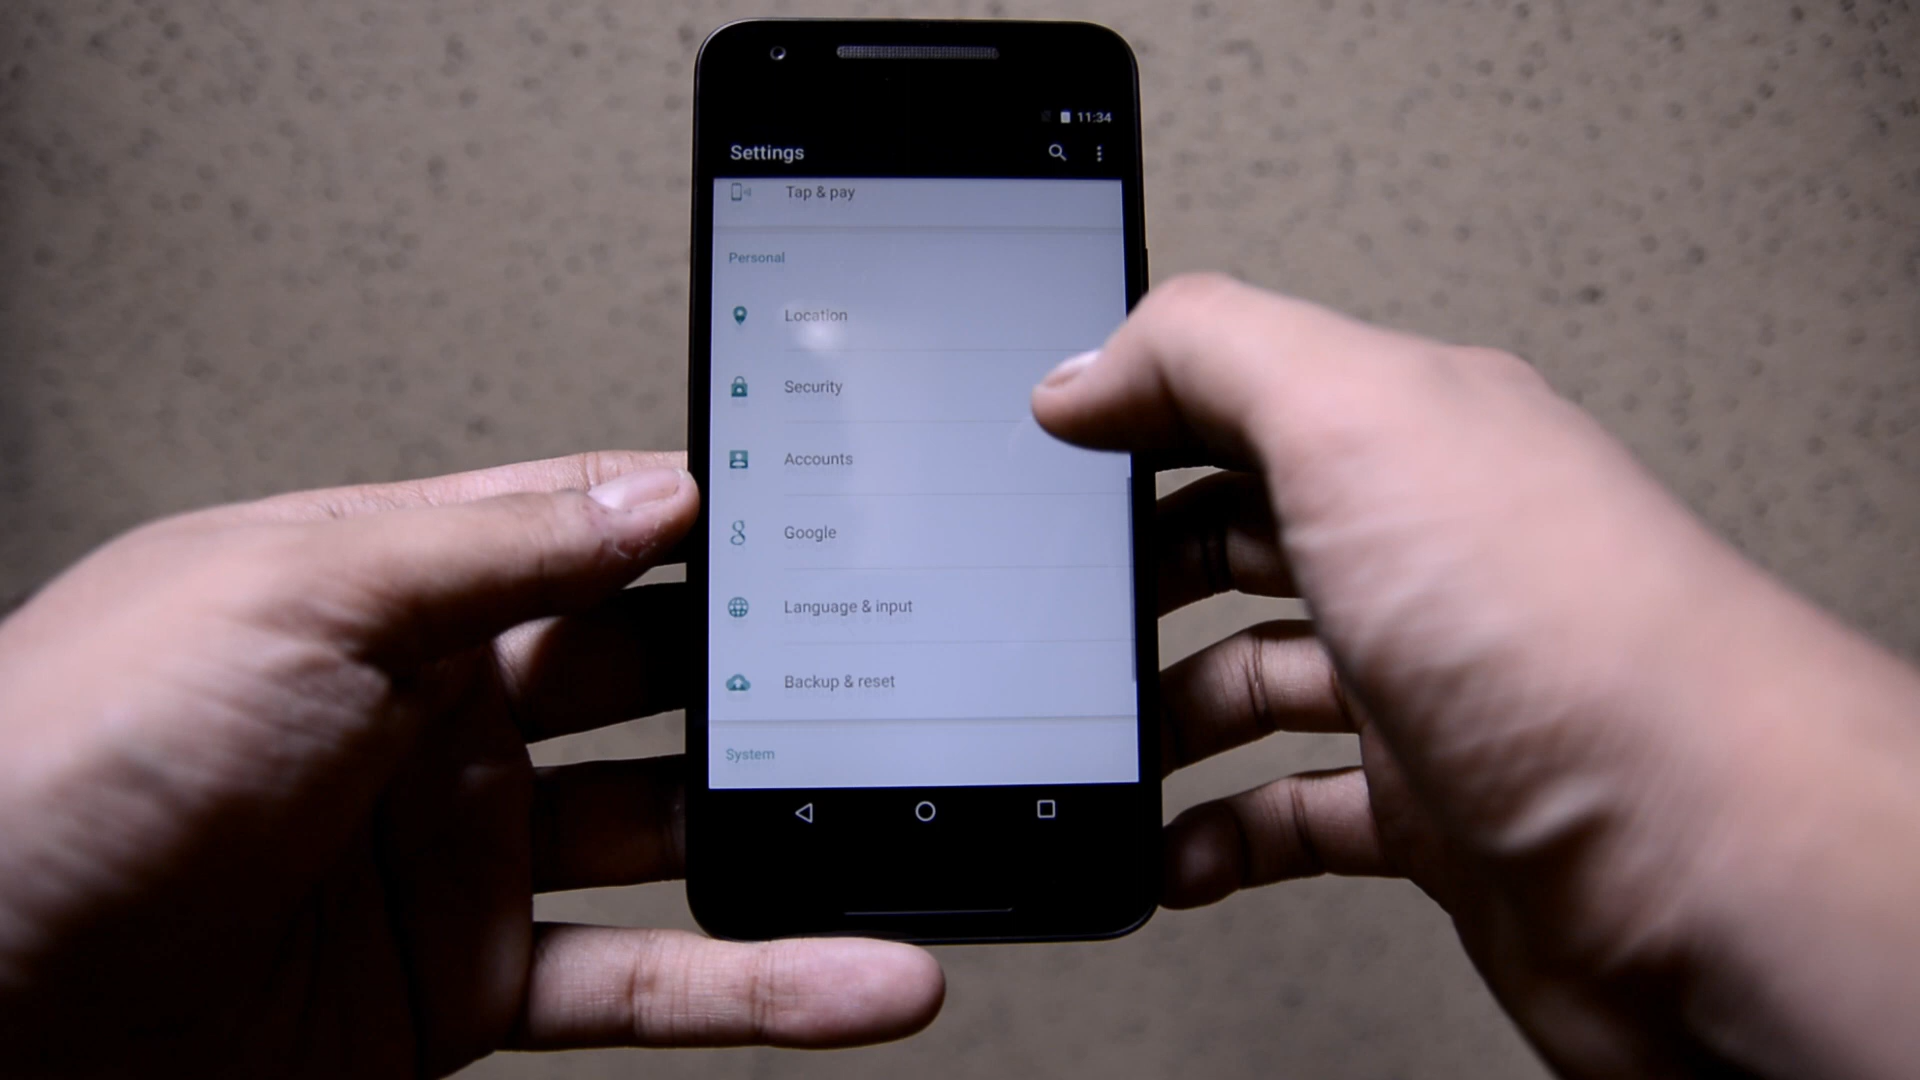 11:34
Settings
Tap & pay
Personal
Location
Security
Accounts
Google
Language & input
Backup & reset
System